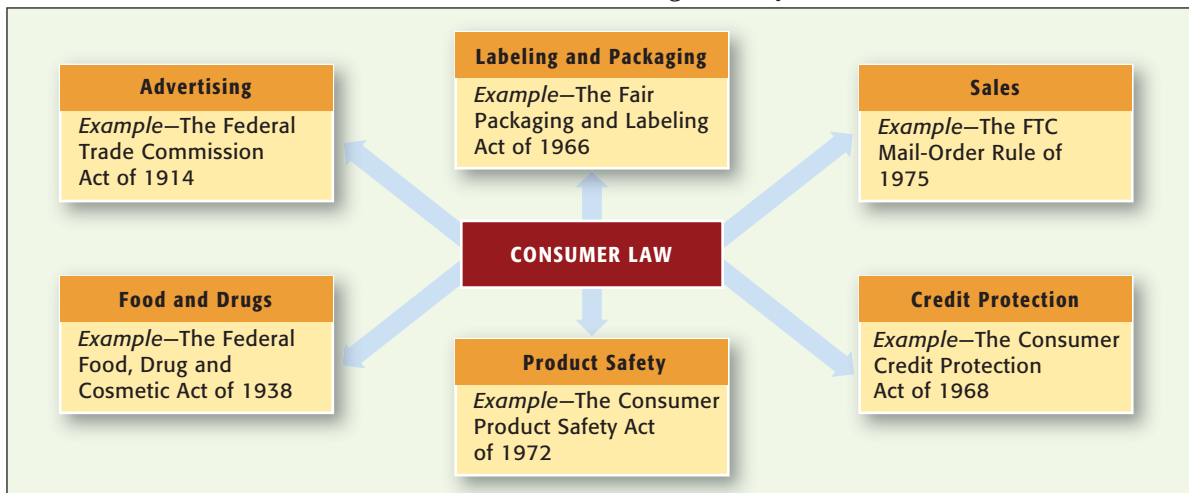 Advertising
Example—The Federal
Trade Commission
Act of 1914
Labeling and Packaging
Example—The Fair
Packaging and Labeling
Act of 1966
Sales
Example—The FTC
Mail-Order Rule of
1975
CONSUMER LAW
Food and Drugs
Example—The Federal
Food, Drug and
Cosmetic Act of 1938
Product Safety
Example—The Consumer
Product Safety Act
of 1972
Credit Protection
Example—The Consumer
Credit Protection
Act of 1968